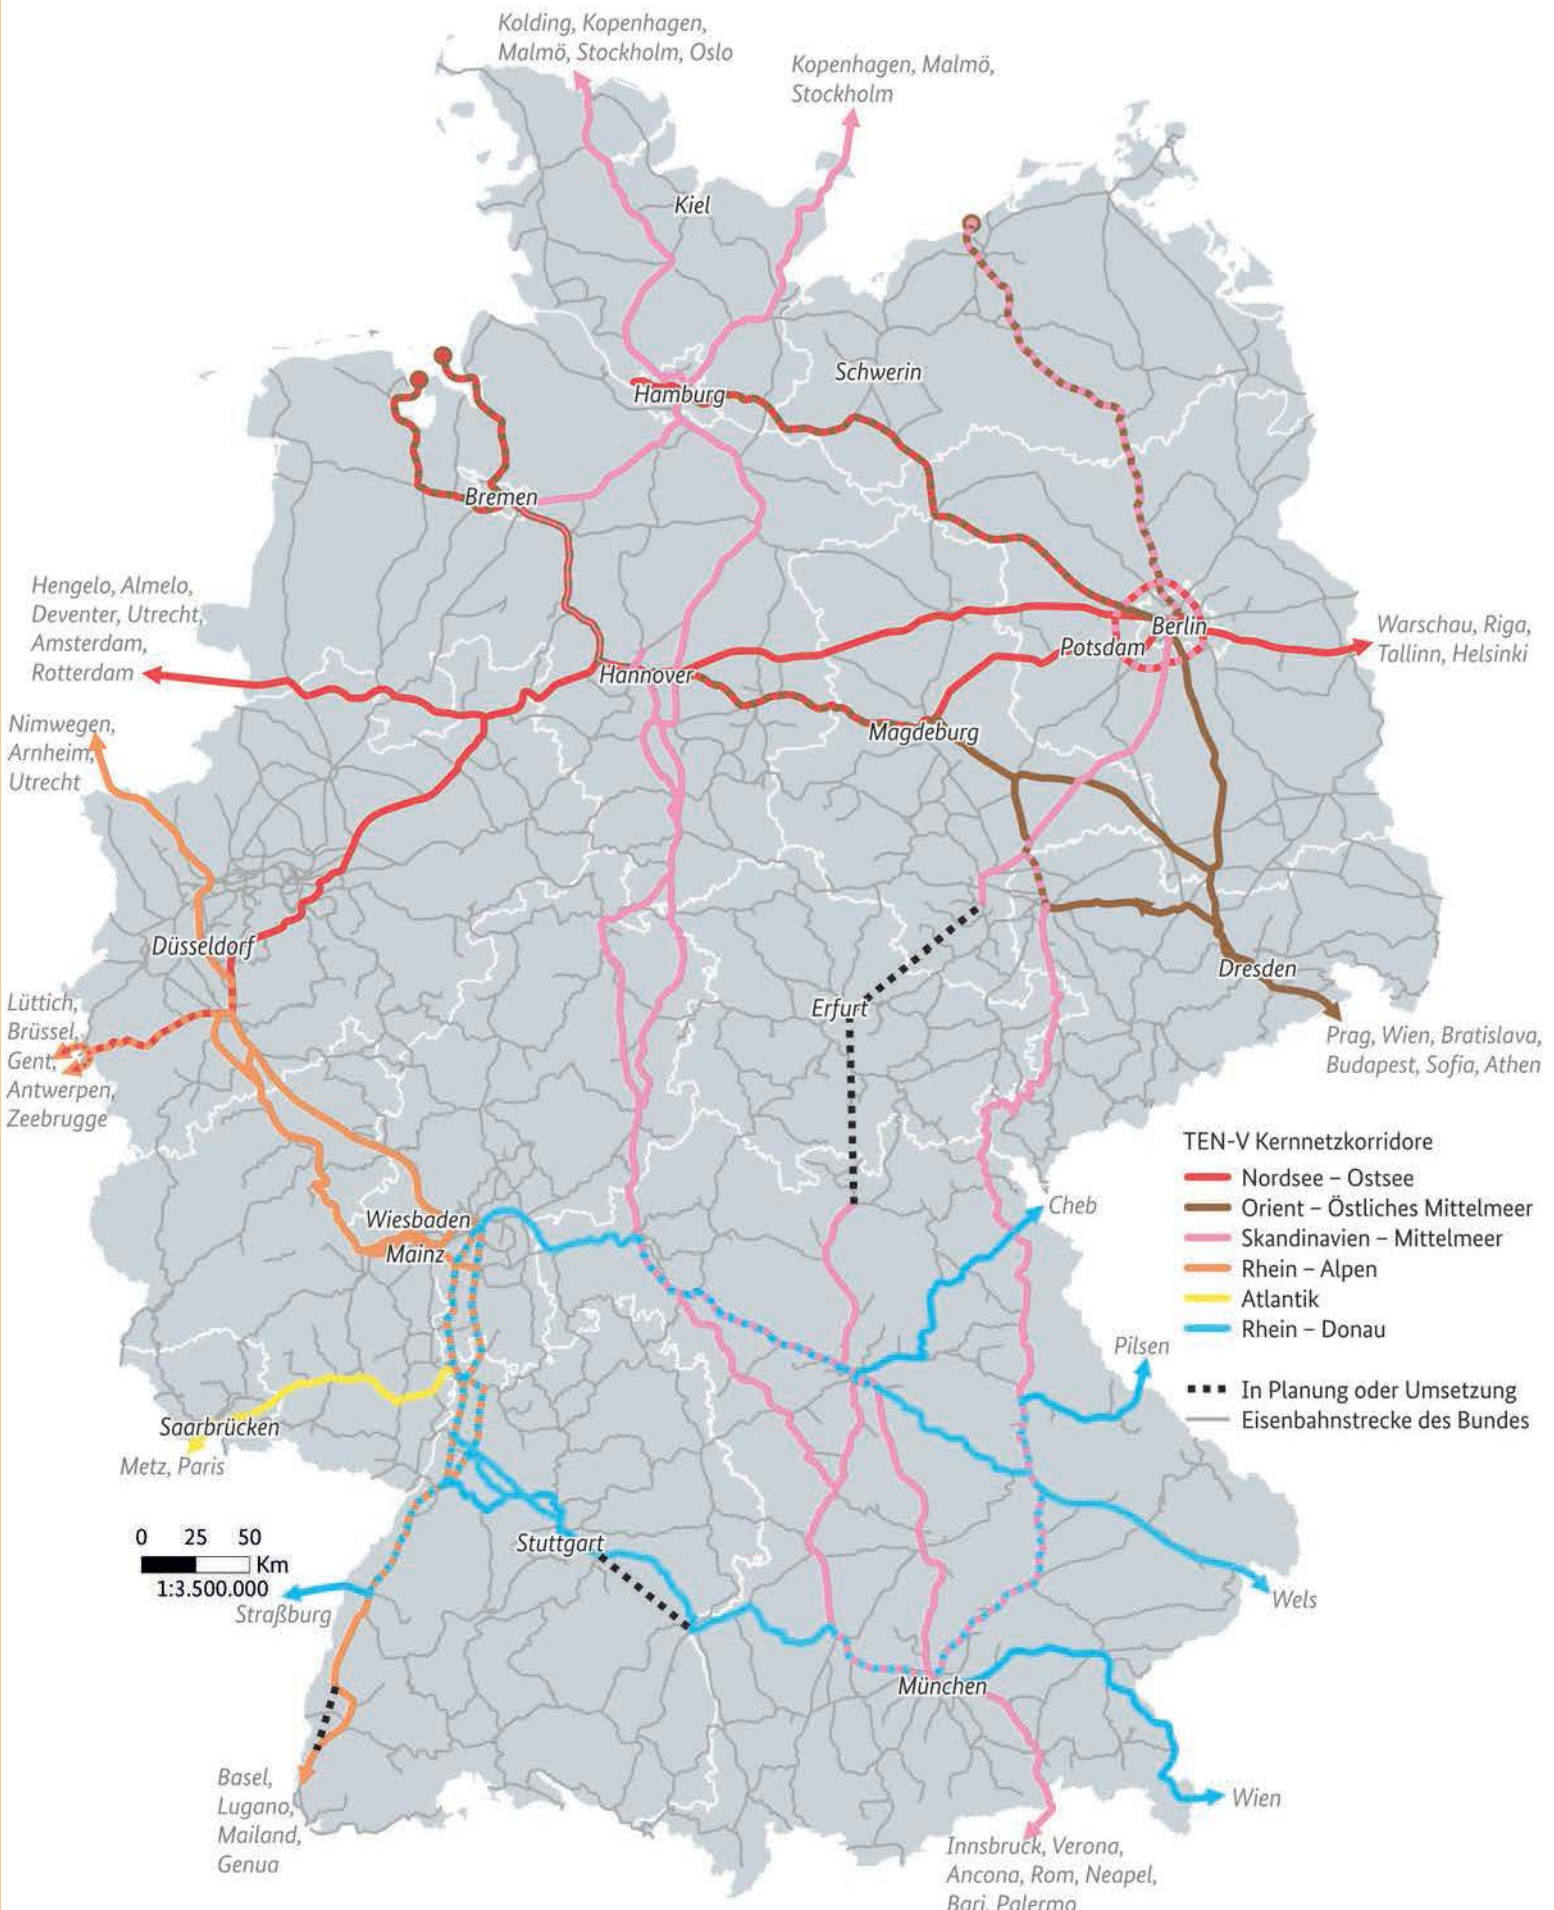 Kolding, Kopenhagen,
Malmö, Stockholm, Oslo
Kopenhagen, Malmö,
Stockholm
Kiel
Schwerin
Hamburg
Bremen
Hengelo, Almelo,
Deventer, Utrecht,
Amsterdam,
Rotterdam
Berlin
Potsdam
Warschau, Riga,
Tallinn, Helsinki
Hannover
Magdeburg
Nimwegen,
Arnheim,
Utrecht
Düsseldorf
Dresden
Erfurt
Lüttich,
Brüssel,
Gent,
Antwerpen,
Zeebrugge
Prag, Wien, Bratislava,
Budapest, Sofia, Athen
TEN-V Kernnetzkorridore
Nordsee – Ostsee
Orient – Östliches Mittelmeer
Skandinavien – Mittelmeer
Rhein – Alpen
Atlantik
Rhein – Donau
In Planung oder Umsetzung
Eisenbahnstrecke des Bundes
Cheb
Wiesbaden
Mainz
Pilsen
Saarbrücken
Metz, Paris
0 25 50
Km
1:3.500.000
Stuttgart
Straßburg
Wels
München
Basel,
Lugano,
Mailand,
Genua
Wien
Innsbruck, Verona,
Ancona, Rom, Neapel,
Bari, Palermo